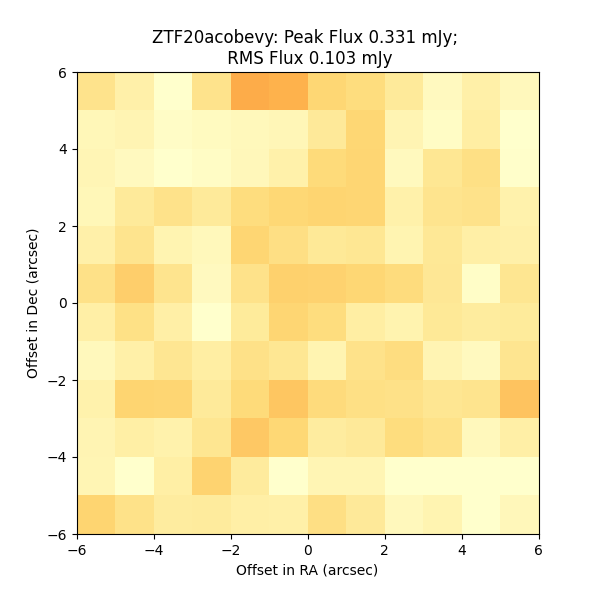 ZTF20acobevy: Peak Flux 0.331 mJy;
RMS Flux 0.103 mJy
6
4
2
0
−2
−4
−6
Offset in Dec (arcsec)
−6 −4 −2 0 2 4 6
Offset in RA (arcsec)